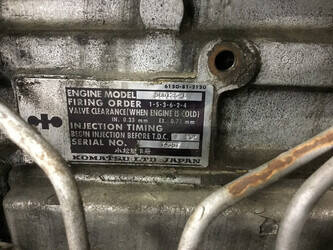 6150-81-2120
ENGINE MODEL
FIRING ORDER 1-5-3-6-2-4
VALVE CLEARANCE (WHEN ENGINE IS COLD)
IN. 0.33 mm EX. 0.71 mm
INJECTION TIMING
BEGIN INJECTION BEFORE T.D.C.
SERIAL NO.
KOMATSU LTD JAPAN